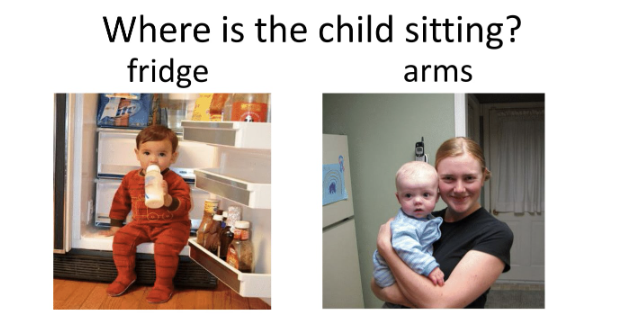 Where is the child sitting?
fridge
arms